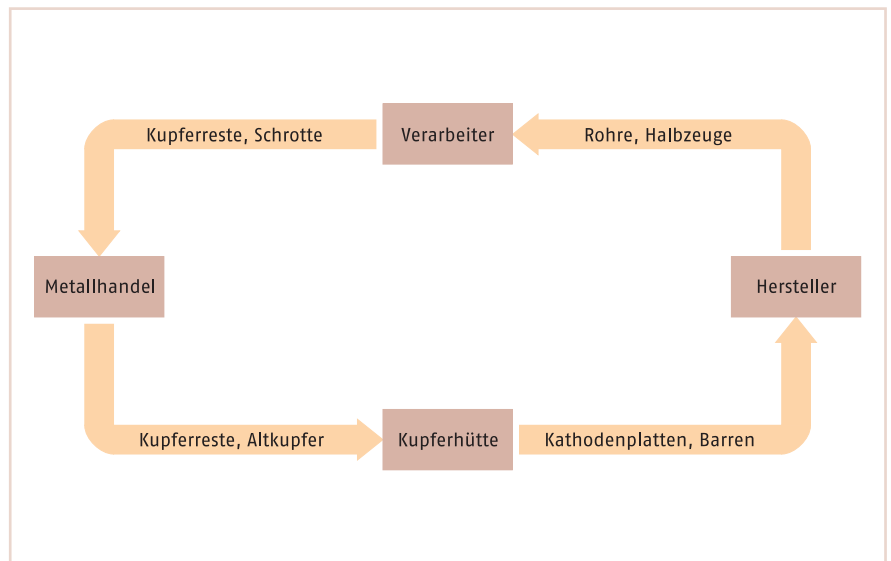 Kupferreste, Schrotte
Verarbeiter
Rohre, Halbzeuge
Metallhandel
Hersteller
Kupferreste, Altkupfer
Kupferhütte
Kathodenplatten, Barren